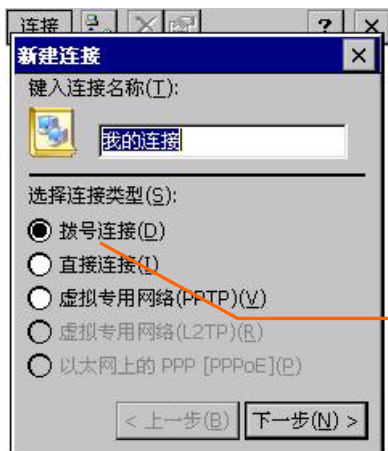 连接 ? ×
新建连接 ×
键入连接名称(T):
我的连接
选择连接类型(S):
拨号连接(D)
直接连接(I)
虚拟专用网络(PPTP)(V)
虚拟专用网络(L2TP)(R)
以太网上的 PPP [PPPoE](P)
< 上一步(B) 下一步(N) >